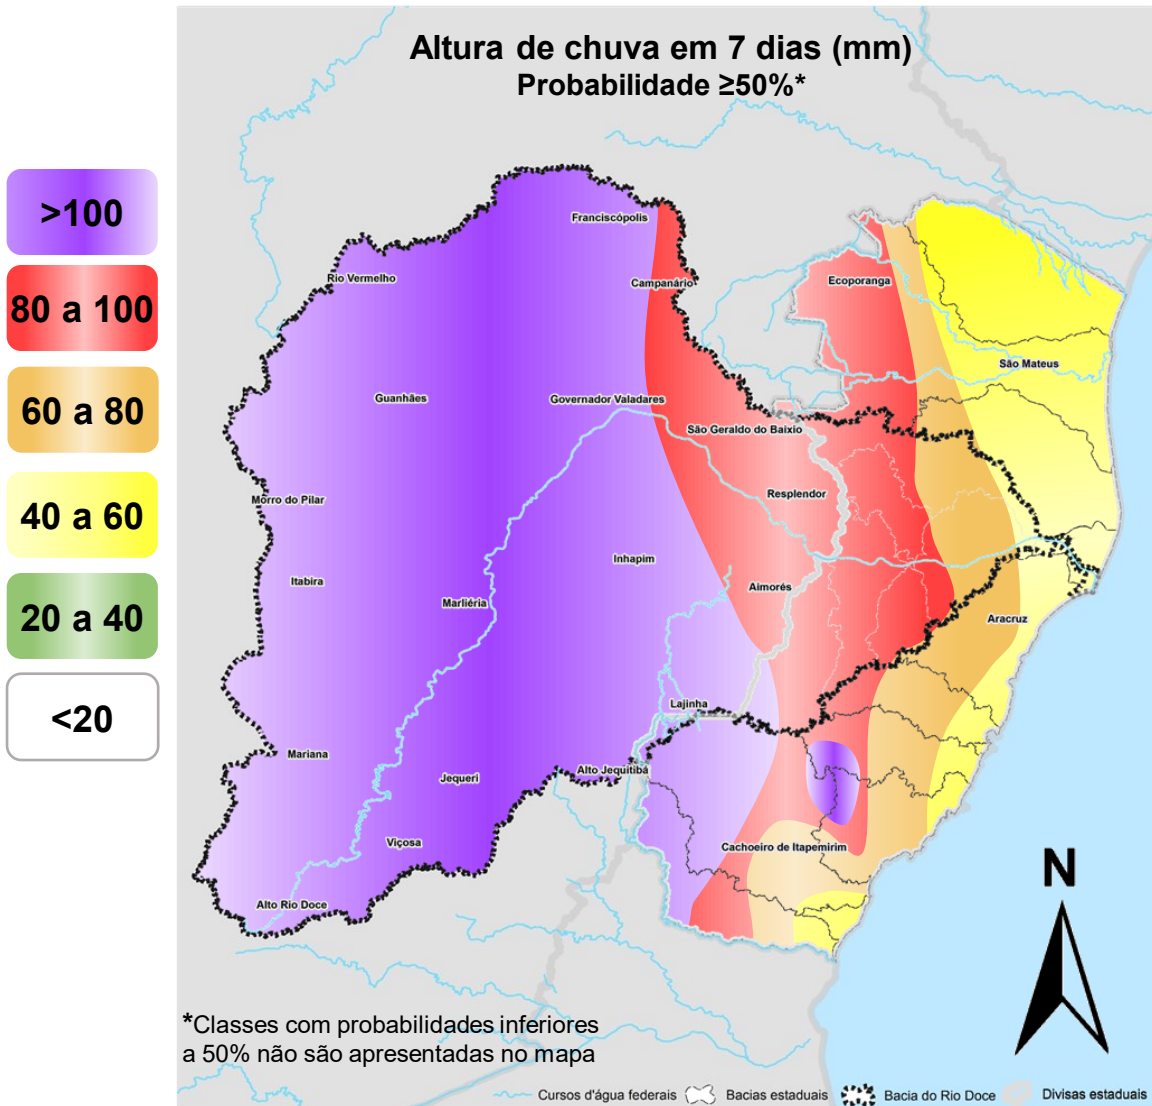 Altura de chuva em 7 dias (mm)
Probabilidade ≥50%*
>100
80 a 100
60 a 80
40 a 60
20 a 40
<20
Franciscópolis
Rio Vermelho
Campanário
Ecoporanga
São Mateus
Guanhães
Governador Valadares
São Geraldo do Baixio
Morro do Pilar
Resplendor
Itabira
Inhapim
Marliéria
Aimorés
Aracruz
Lajinha
Mariana
Jequeri
Alto Jequitibá
Viçosa
Cachoeiro de Itapemirim
Alto Rio Doce
N
*Classes com probabilidades inferiores
a 50% não são apresentadas no mapa
Cursos d'água federais
Bacias estaduais
Bacia do Rio Doce
Divisas estaduais